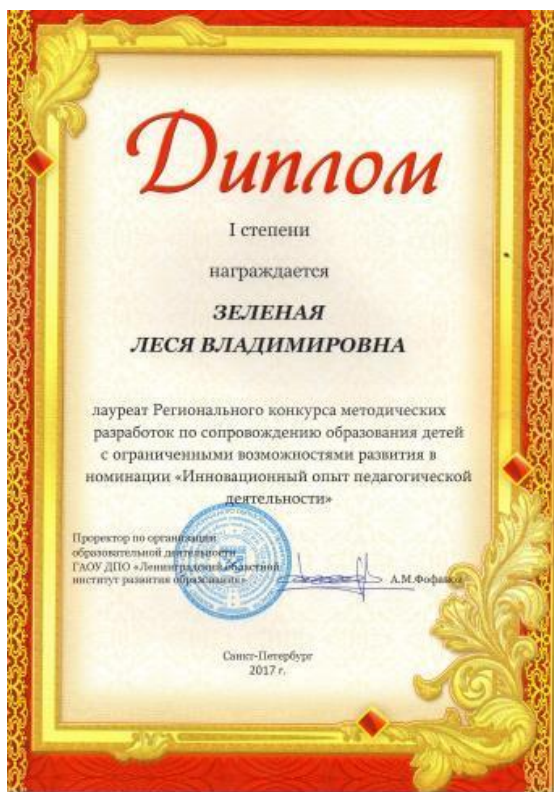 Диплом
I степени
награждается
ЗЕЛЕНАЯ
ЛЕСЯ ВЛАДИМИРОВНА
лауреат Регионального конкурса методических
разработок по сопровождению образования детей
с ограниченными возможностями развития в
номинации «Инновационный опыт педагогической
деятельности»
Проректор по организации
образовательной деятельности
ГАОУ ДПО «Ленинградский областной
институт развития образования»
А.М.Фофанов
Санкт-Петербург
2017 г.